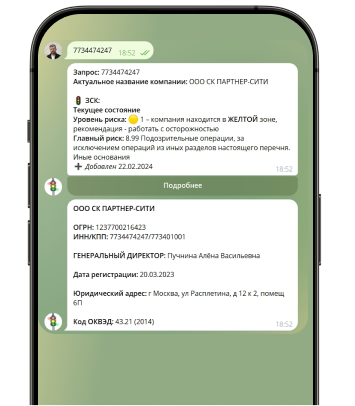 7734474247 18:52
Запрос: 7734474247
Актуальное название компании: ООО СК ПАРТНЕР-СИТИ
ЗСК:
Текущее состояние
Уровень риска: 1 – компания находится в ЖЕЛТОЙ зоне,
рекомендация - работать с осторожностью
Главный риск: 8.99 Подозрительные операции, за
исключением операций из иных разделов настоящего перечня.
Иные основания
Добавлен 22.02.2024
18:52
Подробнее
ООО СК ПАРТНЕР-СИТИ
ОГРН: 1237700216423
ИНН/КПП: 7734474247/773401001
ГЕНЕРАЛЬНЫЙ ДИРЕКТОР: Пучнина Алёна Васильевна
Дата регистрации: 20.03.2023
Юридический адрес: г Москва, ул Расплетина, д 12 к 2, помещ
6П
Код ОКВЭД: 43.21 (2014)
18:52